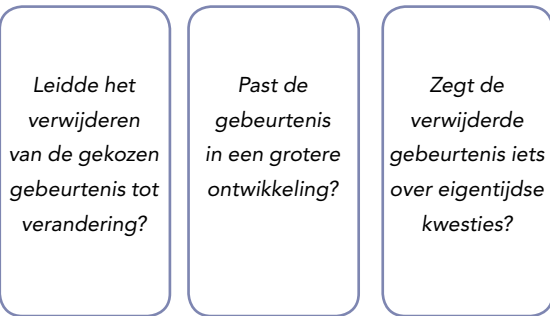 Leidde het
verwijderen
van de gekozen
gebeurtenis tot
verandering?
Past de
gebeurtenis
in een grotere
ontwikkeling?
Zegt de
verwijderde
gebeurtenis iets
over eigentijdse
kwesties?